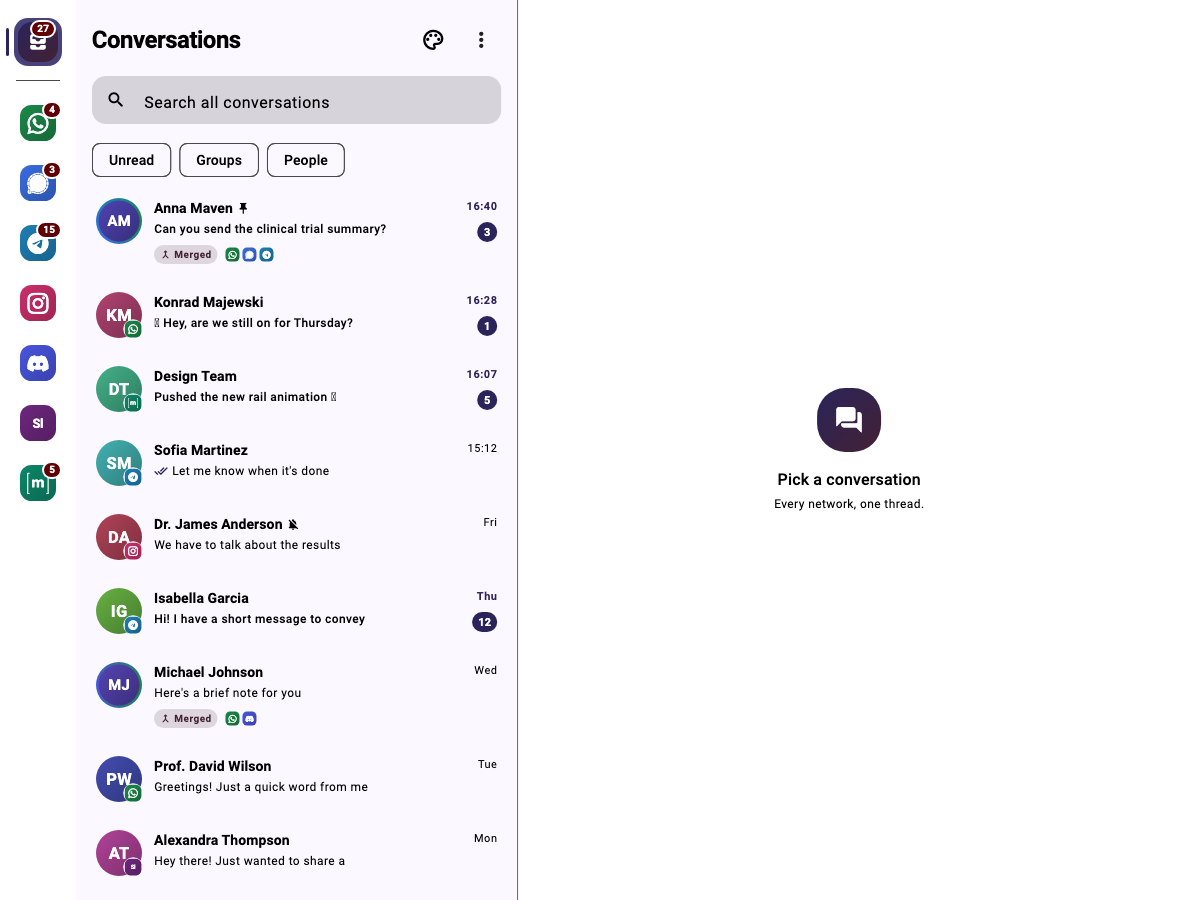 27
Conversations
Search all conversations
Unread Groups People
4
3
15
Sl
[m]
5
AM
Anna Maven
16:40
Can you send the clinical trial summary?
3
Merged
KM
Konrad Majewski
16:28
Hey, are we still on for Thursday?
1
DT
Design Team
16:07
Pushed the new rail animation
5
[m]
SM
Sofia Martinez
15:12
Let me know when it's done
DA
Dr. James Anderson
Fri
We have to talk about the results
IG
Isabella Garcia
Thu
Hi! I have a short message to convey
12
MJ
Michael Johnson
Wed
Here's a brief note for you
Merged
PW
Prof. David Wilson
Tue
Greetings! Just a quick word from me
AT
Alexandra Thompson
Mon
Hey there! Just wanted to share a
Sl
Pick a conversation
Every network, one thread.